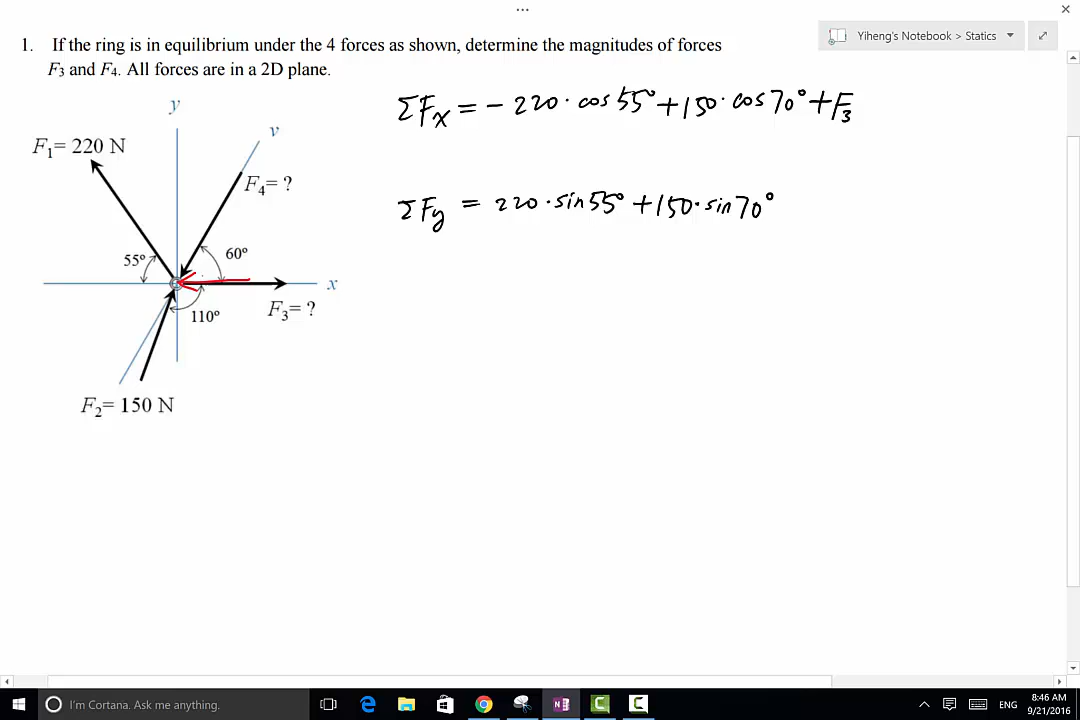 ...
1. If the ring is in equilibrium under the 4 forces as shown, determine the magnitudes of forces
F₃ and F₄. All forces are in a 2D plane.
Yiheng's Notebook > Statics
ΣFx = - 220 · cos 55° + 150 · cos 70° + F₃
ΣFy = 220 · sin 55° + 150 · sin 70°
y
v
F₁= 220 N
F₄= ?
55°
60°
x
110°
F₃= ?
F₂= 150 N
I'm Cortana. Ask me anything.
ENG
8:46 AM
9/21/2016